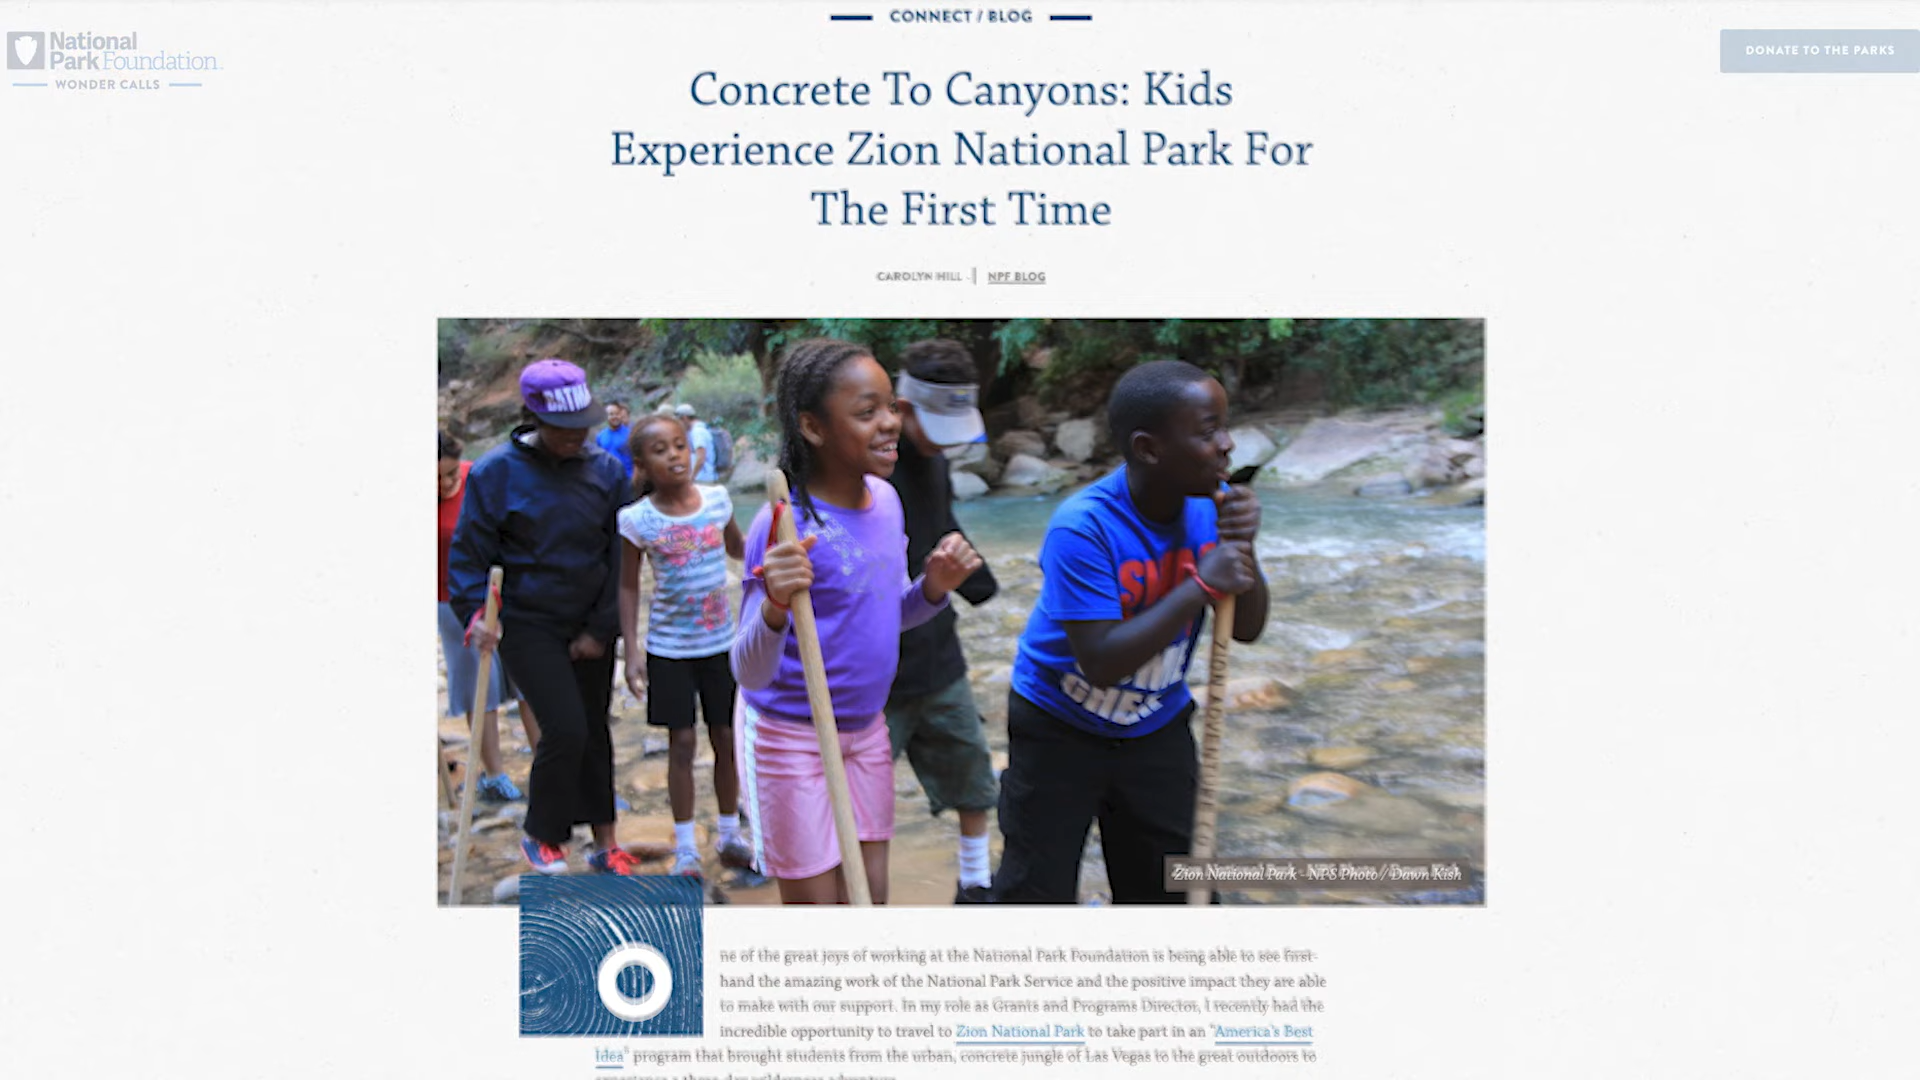 CONNECT / BLOG
National
Park Foundation
WONDER CALLS
DONATE TO THE PARKS
Concrete To Canyons: Kids
Experience Zion National Park For
The First Time
CAROLYN HILL | NPF BLOG
ZION ADVENTURE
Zion National Park - NPS Photo // Dawn Kish
One of the great joys of working at the National Park Foundation is being able to see first-
hand the amazing work of the National Park Service and the positive impact they are able
to make with our support. In my role as Grants and Programs Director, I recently had the
incredible opportunity to travel to Zion National Park to take part in an "America's Best
Idea" program that brought students from the urban, concrete jungle of Las Vegas to the great outdoors to